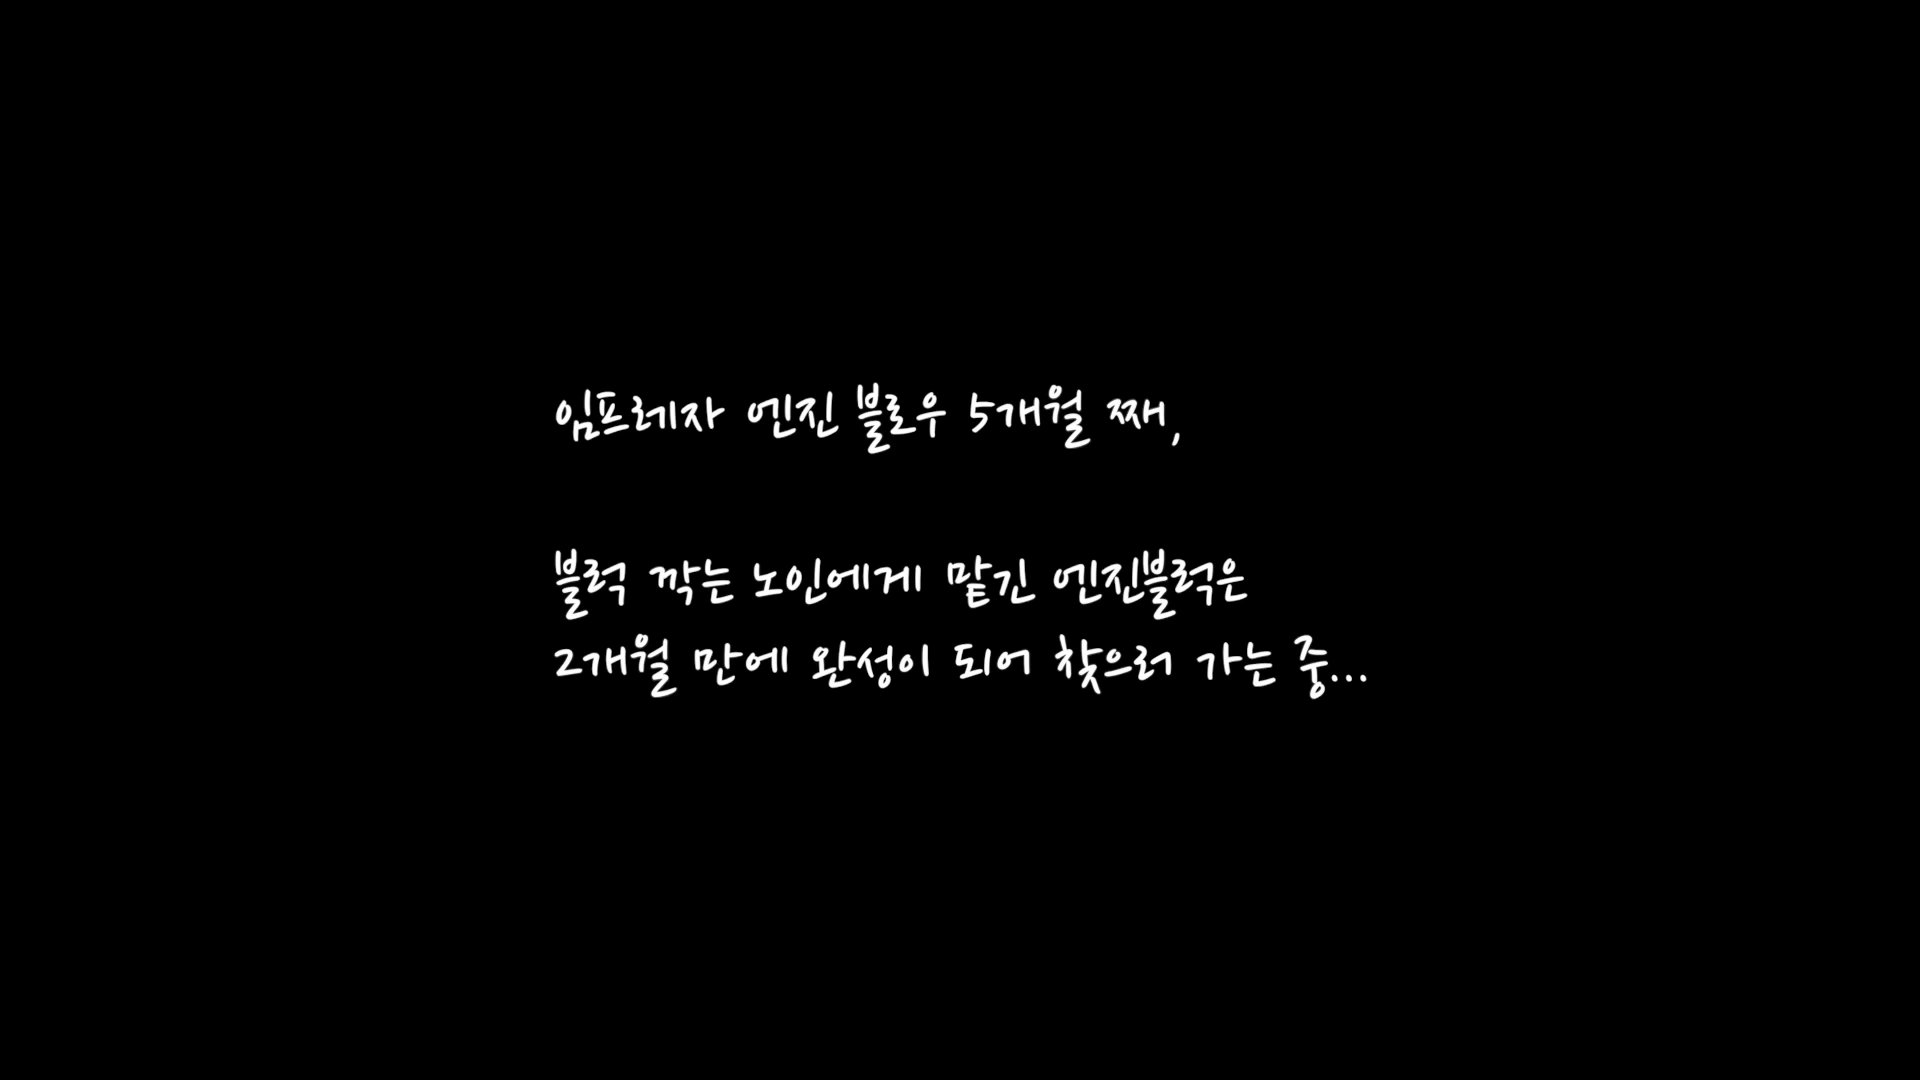 임프레자 엔진 블로우 5개월 째,
블럭 깍는 노인에게 맡긴 엔진블럭은
2개월 만에 완성이 되어 찾으러 가는 중...